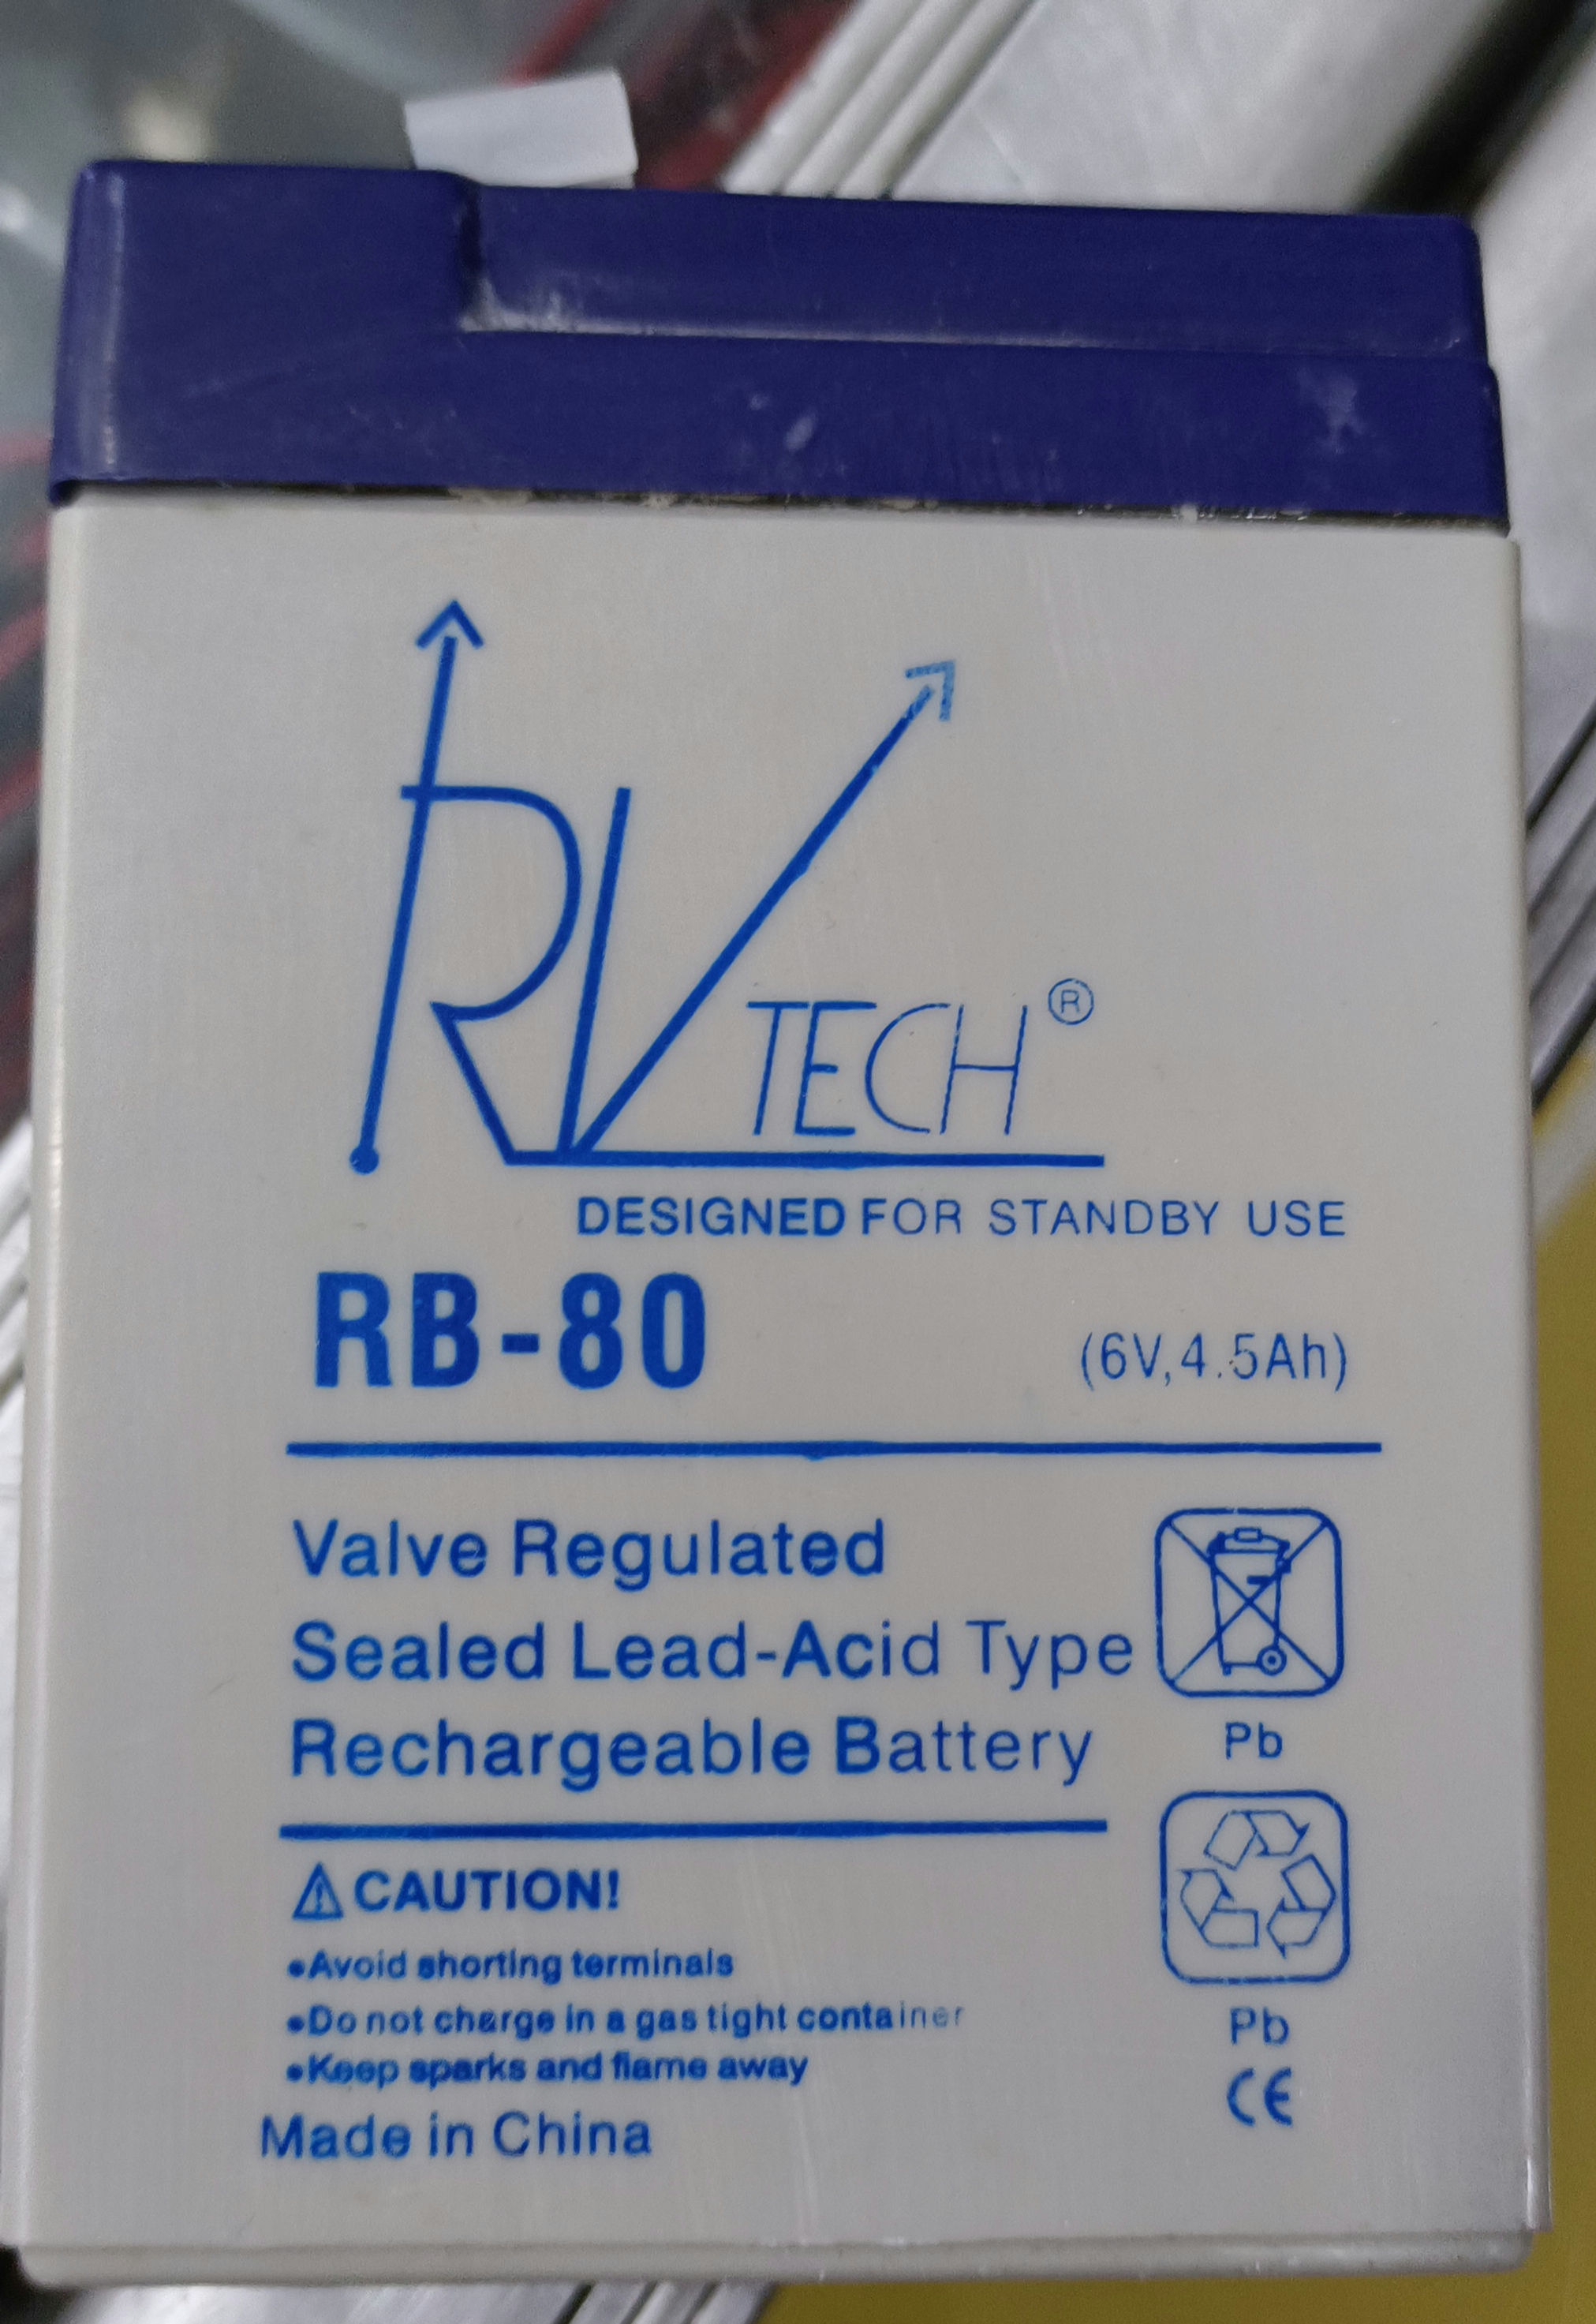 RV TECH ®
DESIGNED FOR STANDBY USE
RB-80 (6V,4.5Ah)
Valve Regulated
Sealed Lead-Acid Type
Rechargeable Battery
Pb
⚠CAUTION!
•Avoid shorting terminals
•Do not charge in a gas tight container
•Keep sparks and flame away
Pb
CE
Made in China